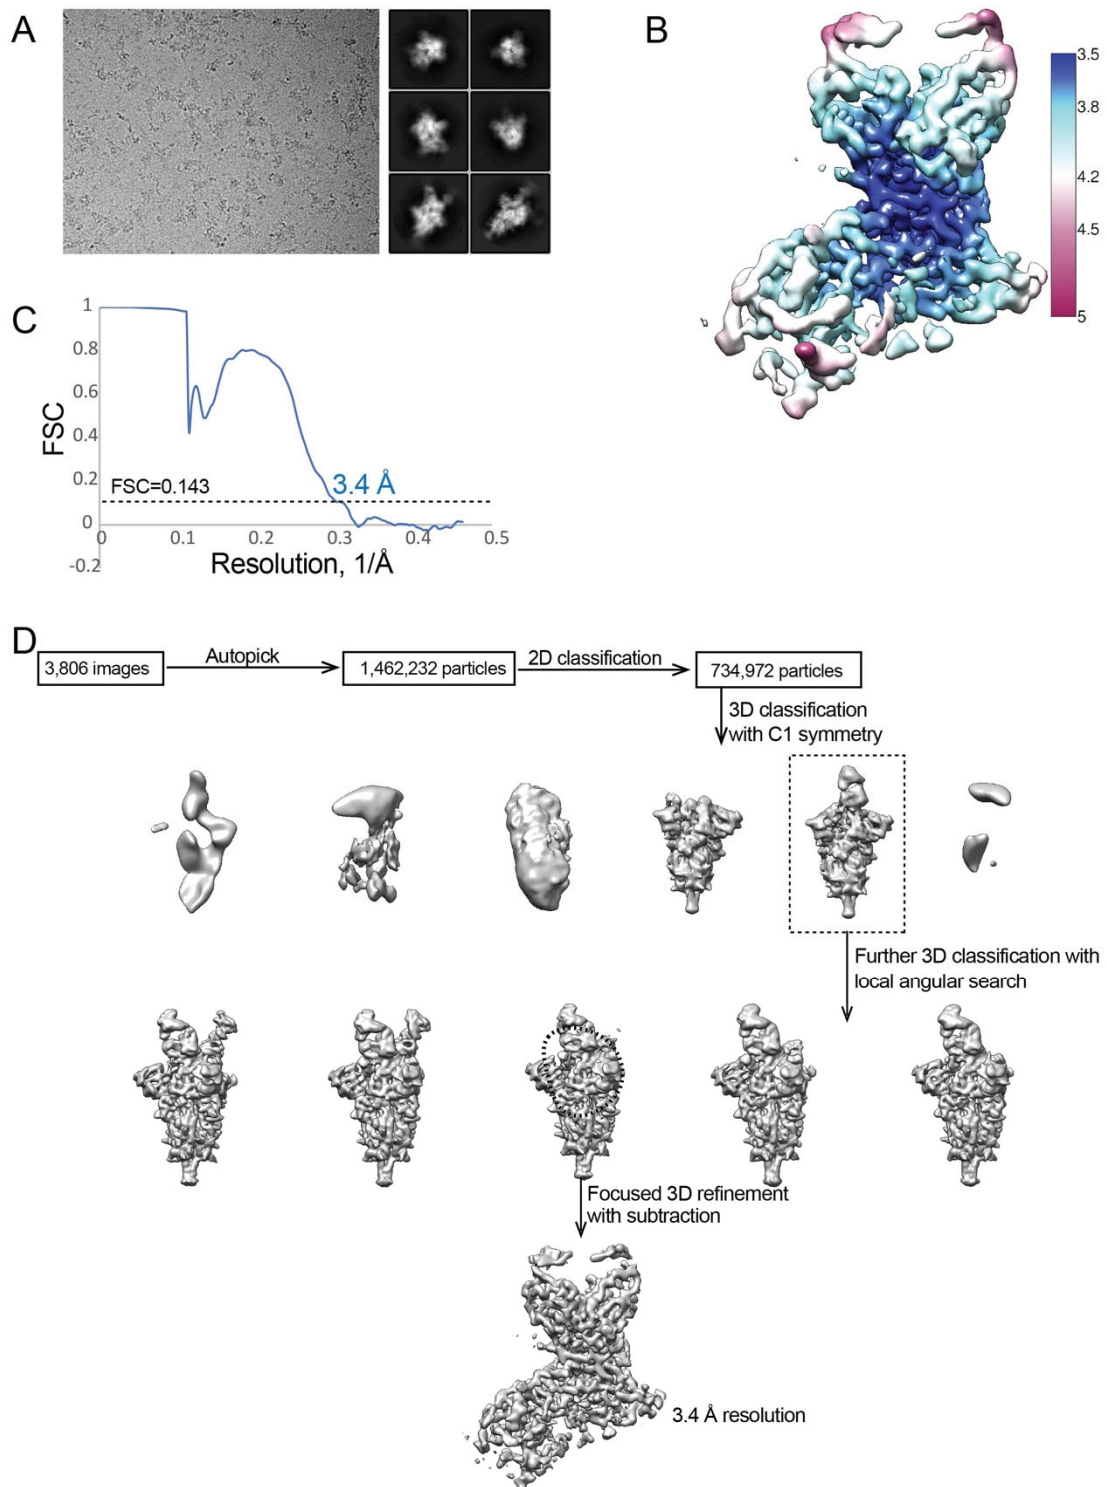 A
B
3.5
3.8
4.2
4.5
5
C
1
0.8
0.6
0.4
0.2
0
-0.2
FSC
FSC=0.143
3.4 Å
0
0.1
0.2
0.3
0.4
0.5
Resolution, 1/Å
D
3,806 images
Autopick
1,462,232 particles
2D classification
734,972 particles
3D classification
with C1 symmetry
Further 3D classification with
local angular search
Focused 3D refinement
with subtraction
3.4 Å resolution